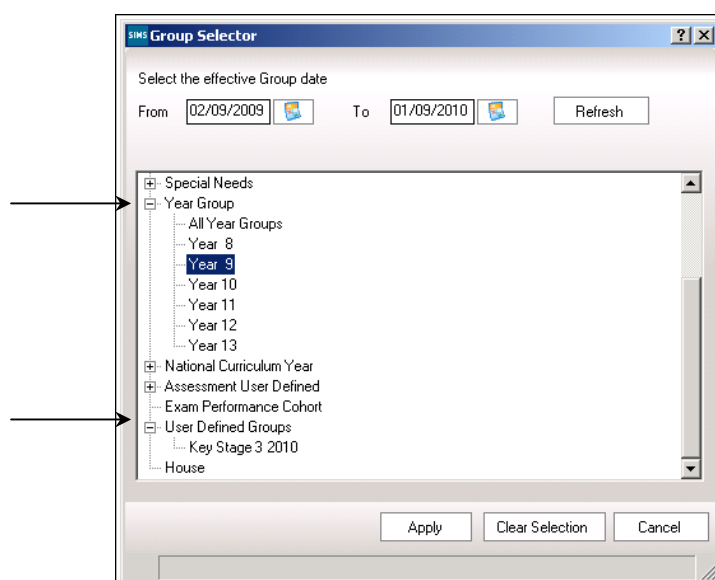 SIMS Group Selector
Select the effective Group date
From 02/09/2009 To 01/09/2010 Refresh
Special Needs
Year Group
All Year Groups
Year 8
Year 9
Year 10
Year 11
Year 12
Year 13
National Curriculum Year
Assessment User Defined
Exam Performance Cohort
User Defined Groups
Key Stage 3 2010
House
Apply Clear Selection Cancel